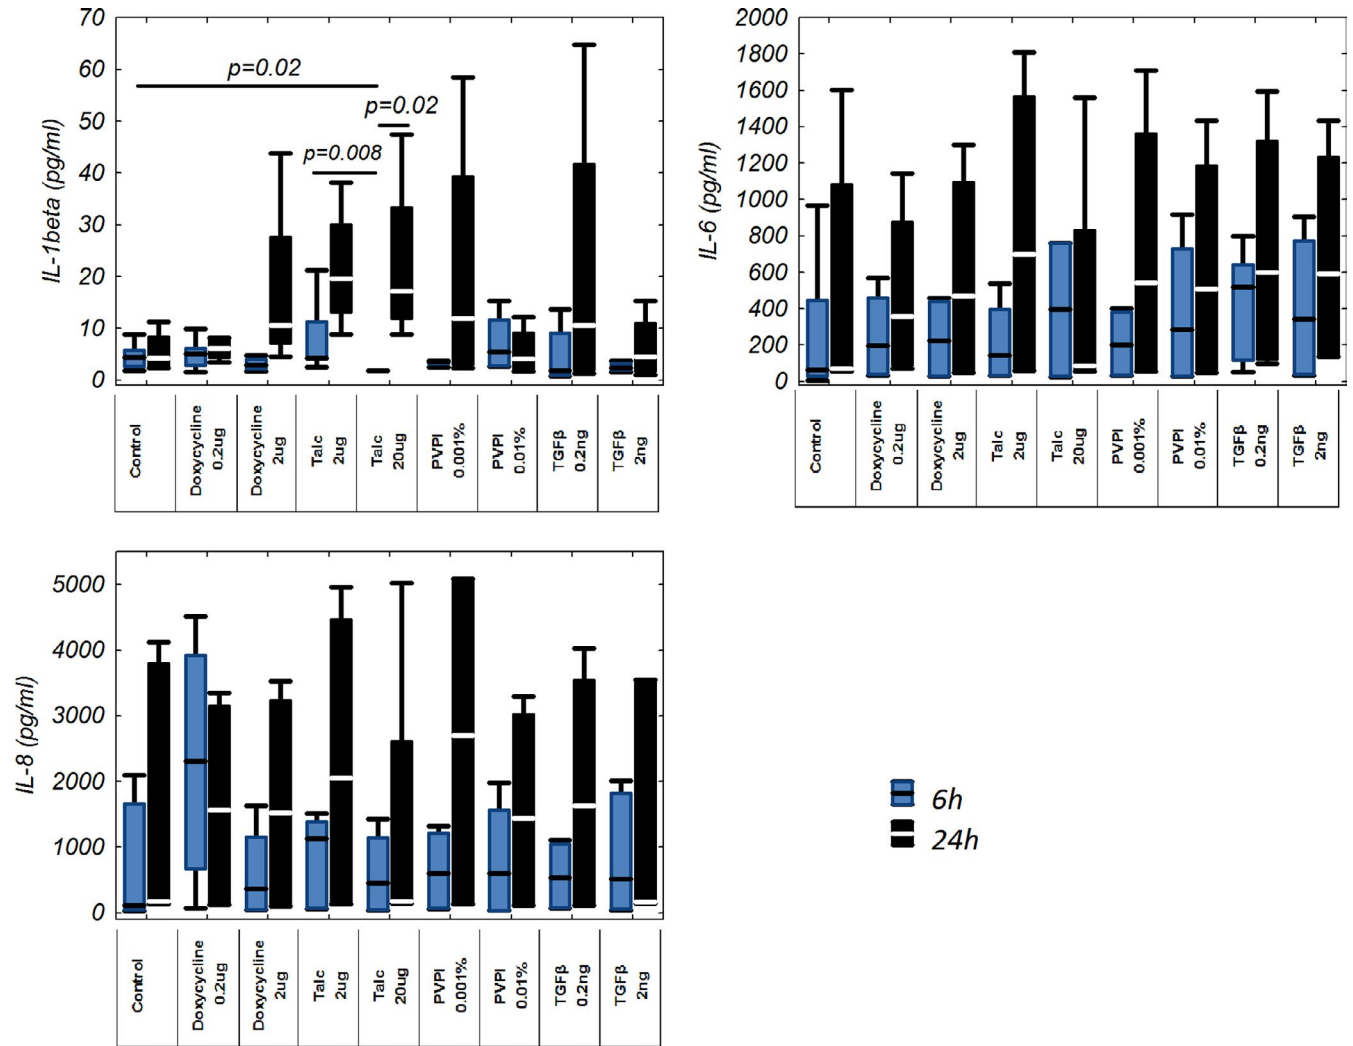 70
60
50
40
30
20
10
0
IL-1beta (pg/ml)
p=0.02
p=0.02
p=0.008
Control
Doxycycline
0.2ug
Doxycycline
2ug
Talc
2ug
Talc
20ug
PVPI
0.001%
PVPI
0.01%
TGFβ
0.2ng
TGFβ
2ng
2000
1800
1600
1400
1200
1000
800
600
400
200
0
IL-6 (pg/ml)
Control
Doxycycline
0.2ug
Doxycycline
2ug
Talc
2ug
Talc
20ug
PVPI
0.001%
PVPI
0.01%
TGFβ
0.2ng
TGFβ
2ng
5000
4000
3000
2000
1000
0
IL-8 (pg/ml)
Control
Doxycycline
0.2ug
Doxycycline
2ug
Talc
2ug
Talc
20ug
PVPI
0.001%
PVPI
0.01%
TGFβ
0.2ng
TGFβ
2ng
6h
24h